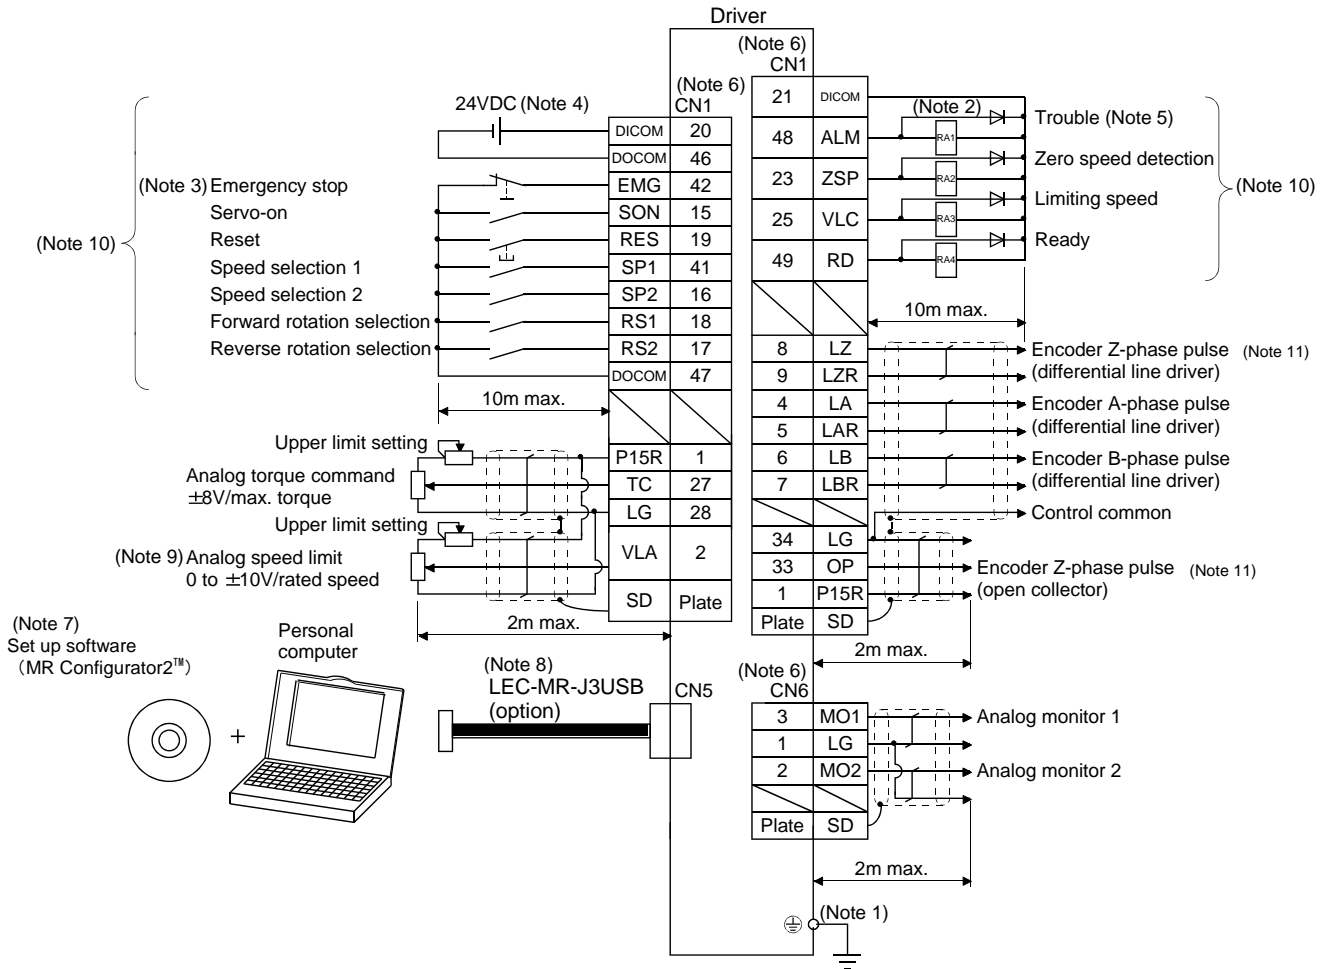 Driver
(Note 6)
CN1
(Note 6)
CN1
24VDC (Note 4)
DICOM 20
DOCOM 46
(Note 3) Emergency stop EMG 42
Servo-on SON 15
Reset RES 19
Speed selection 1 SP1 41
Speed selection 2 SP2 16
Forward rotation selection RS1 18
Reverse rotation selection RS2 17
DOCOM 47
(Note 10)
10m max.
Upper limit setting
P15R 1
Analog torque command
±8V/max. torque
TC 27
LG 28
Upper limit setting
(Note 9) Analog speed limit
0 to ±10V/rated speed
VLA 2
SD Plate
2m max.
21 DICOM
(Note 2)
48 ALM RA1 Trouble (Note 5)
23 ZSP RA2 Zero speed detection
25 VLC RA3 Limiting speed
49 RD RA4 Ready
(Note 10)
10m max.
8 LZ Encoder Z-phase pulse (Note 11)
9 LZR (differential line driver)
4 LA Encoder A-phase pulse
5 LAR (differential line driver)
6 LB Encoder B-phase pulse
7 LBR (differential line driver)
Control common
34 LG
33 OP Encoder Z-phase pulse (Note 11)
1 P15R (open collector)
Plate SD
2m max.
(Note 7)
Set up software
(MR Configurator2™)
Personal
computer
+
(Note 8)
LEC-MR-J3USB
(option)
CN5
(Note 6)
CN6
3 MO1 Analog monitor 1
1 LG
2 MO2 Analog monitor 2
Plate SD
2m max.
(Note 1)